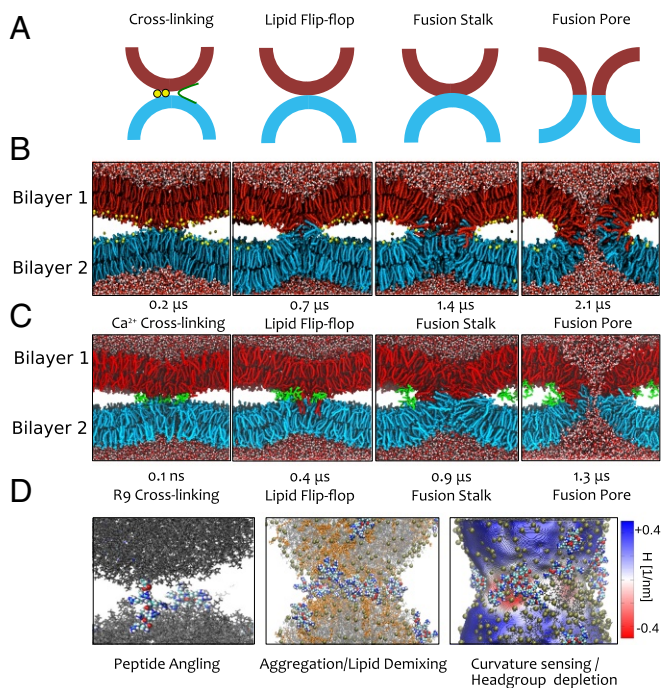 A
Cross-linking Lipid Flip-flop Fusion Stalk Fusion Pore
B
Bilayer 1
Bilayer 2
0.2 µs 0.7 µs 1.4 µs 2.1 µs
C
Ca²⁺ Cross-linking Lipid Flip-flop Fusion Stalk Fusion Pore
Bilayer 1
Bilayer 2
0.1 ns 0.4 µs 0.9 µs 1.3 µs
D
R9 Cross-linking Lipid Flip-flop Fusion Stalk Fusion Pore
+0.4
H [1/nm]
-0.4
Peptide Angling Aggregation/Lipid Demixing Curvature sensing /
Headgroup depletion